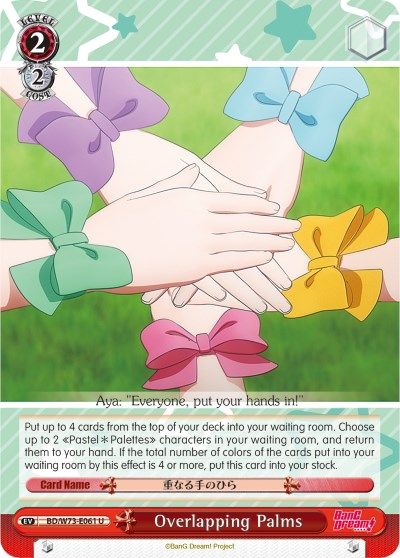 LEVEL
2
2
COST
Aya: "Everyone, put your hands in!"
Put up to 4 cards from the top of your deck into your waiting room. Choose
up to 2 ≪Pastel＊Palettes≫ characters in your waiting room, and return
them to your hand. If the total number of colors of the cards put into your
waiting room by this effect is 4 or more, put this card into your stock.
Card Name 重なる手のひら
EV BD/W73-E061 U Overlapping Palms BanG Dream!
©BanG Dream! Project